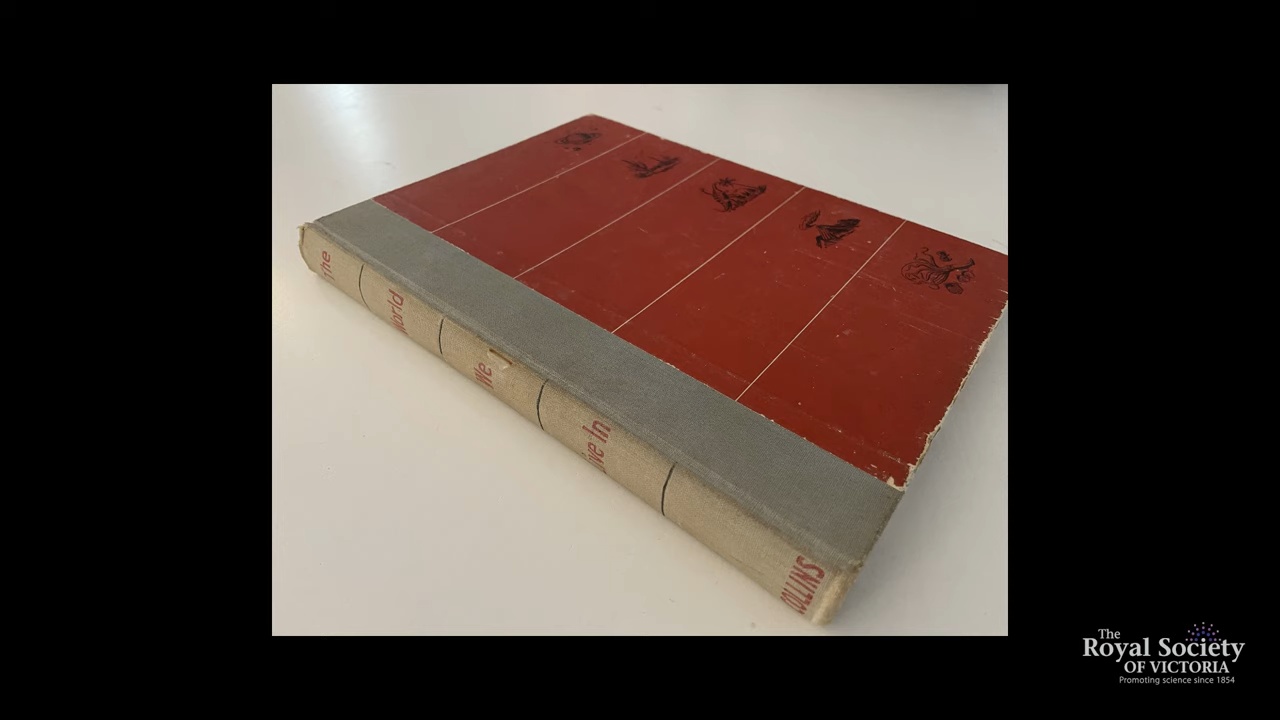 The
World
We
Live In
COLLINS
The
Royal Society
OF VICTORIA
Promoting science since 1854